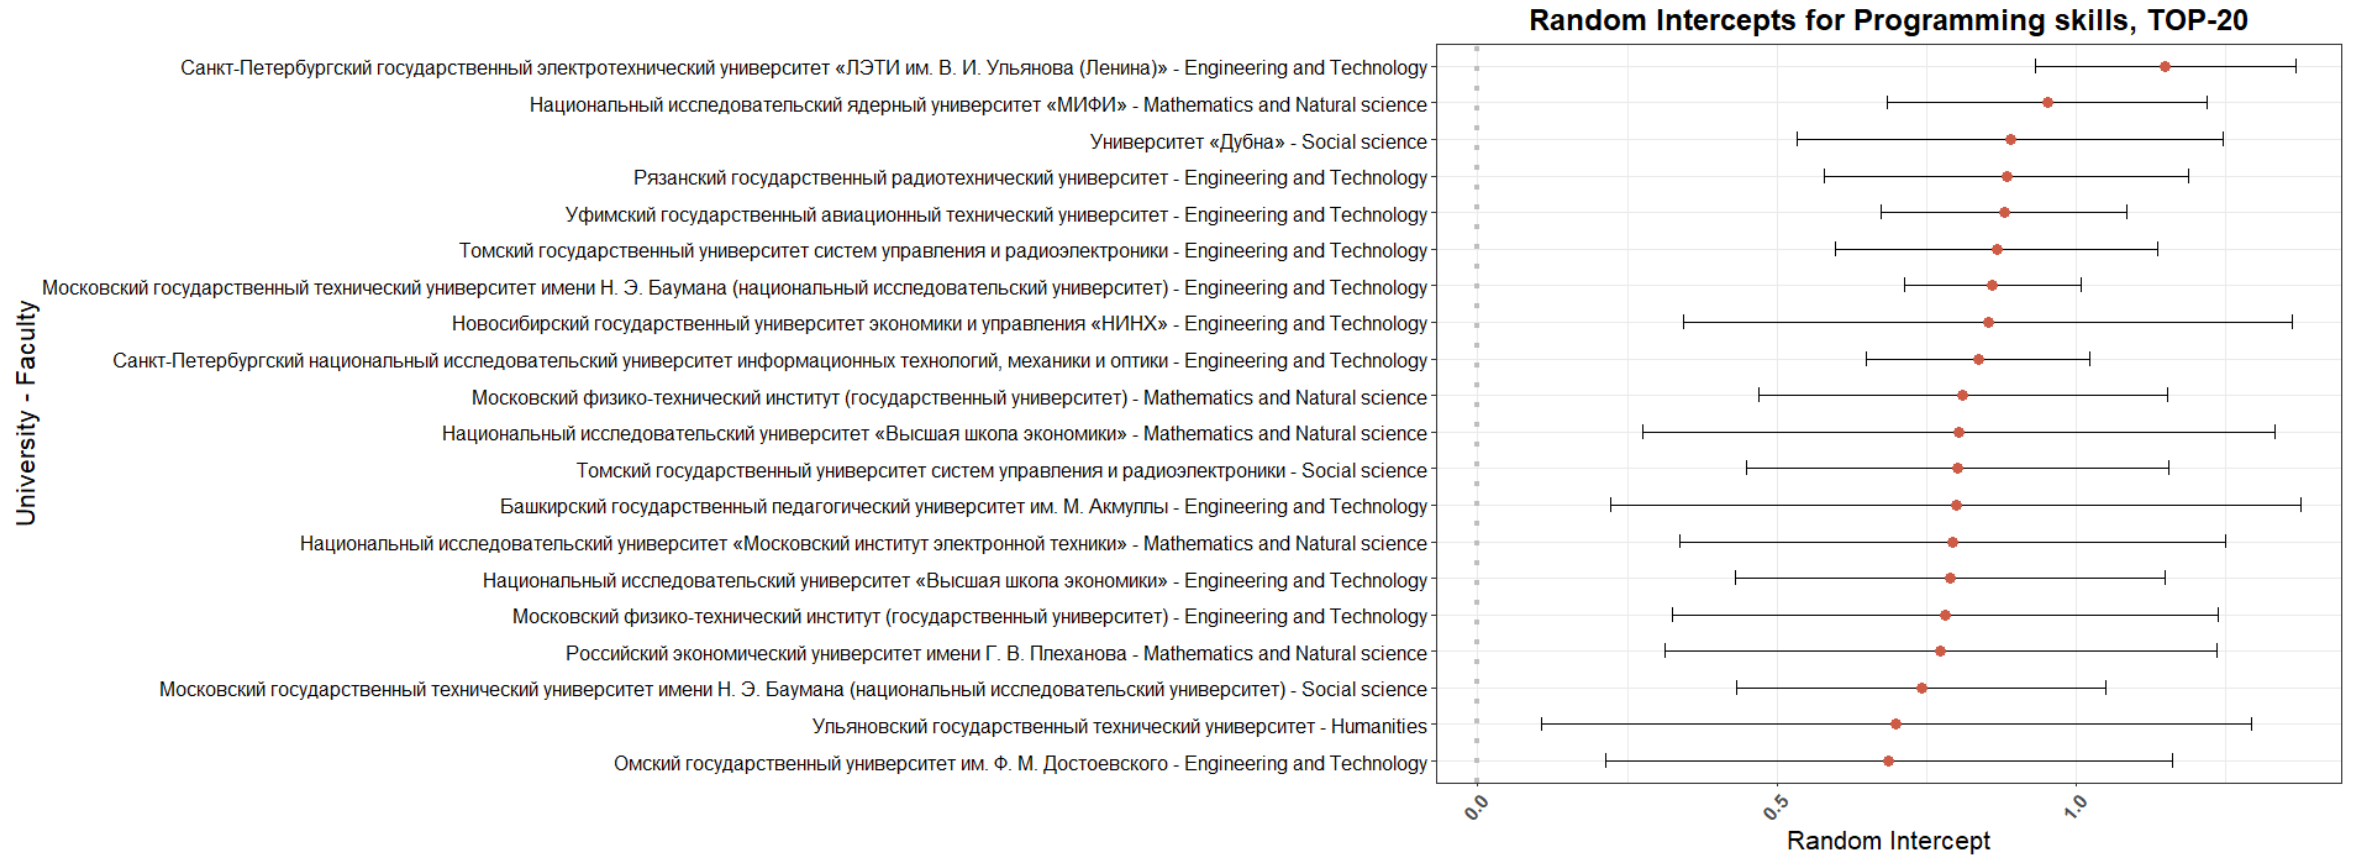 Random Intercepts for Programming skills, TOP-20
Санкт-Петербургский государственный электротехнический университет «ЛЭТИ им. В. И. Ульянова (Ленина)» - Engineering and Technology
Национальный исследовательский ядерный университет «МИФИ» - Mathematics and Natural science
Университет «Дубна» - Social science
Рязанский государственный радиотехнический университет - Engineering and Technology
Уфимский государственный авиационный технический университет - Engineering and Technology
Томский государственный университет систем управления и радиоэлектроники - Engineering and Technology
Московский государственный технический университет имени Н. Э. Баумана (национальный исследовательский университет) - Engineering and Technology
Новосибирский государственный университет экономики и управления «НИНХ» - Engineering and Technology
Санкт-Петербургский национальный исследовательский университет информационных технологий, механики и оптики - Engineering and Technology
Московский физико-технический институт (государственный университет) - Mathematics and Natural science
Национальный исследовательский университет «Высшая школа экономики» - Mathematics and Natural science
Томский государственный университет систем управления и радиоэлектроники - Social science
Башкирский государственный педагогический университет им. М. Акмуллы - Engineering and Technology
Национальный исследовательский университет «Московский институт электронной техники» - Mathematics and Natural science
Национальный исследовательский университет «Высшая школа экономики» - Engineering and Technology
Московский физико-технический институт (государственный университет) - Engineering and Technology
Российский экономический университет имени Г. В. Плеханова - Mathematics and Natural science
Московский государственный технический университет имени Н. Э. Баумана (национальный исследовательский университет) - Social science
Ульяновский государственный технический университет - Humanities
Омский государственный университет им. Ф. М. Достоевского - Engineering and Technology
University - Faculty
0.0
0.5
1.0
Random Intercept